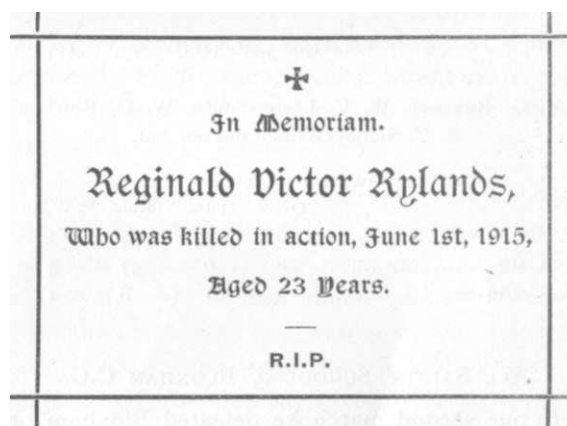 In Memoriam.
Reginald Victor Rylands,
Who was killed in action, June 1st, 1915,
Aged 23 Years.
R.I.P.